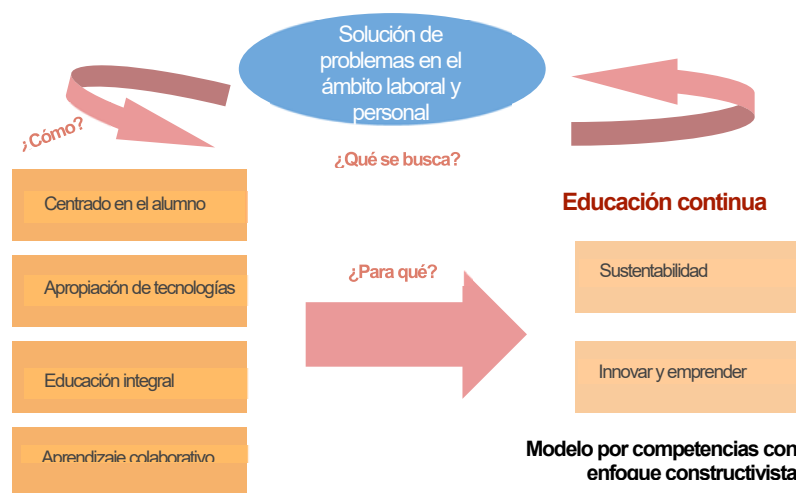 Solución de
problemas en el
ámbito laboral y
personal
¿Cómo?
¿Qué se busca?
Centrado en el alumno
Apropiación de tecnologías
Educación integral
Aprendizaje colaborativo
¿Para qué?
Educación continua
Sustentabilidad
Innovar y emprender
Modelo por competencias con
enfoque constructivista